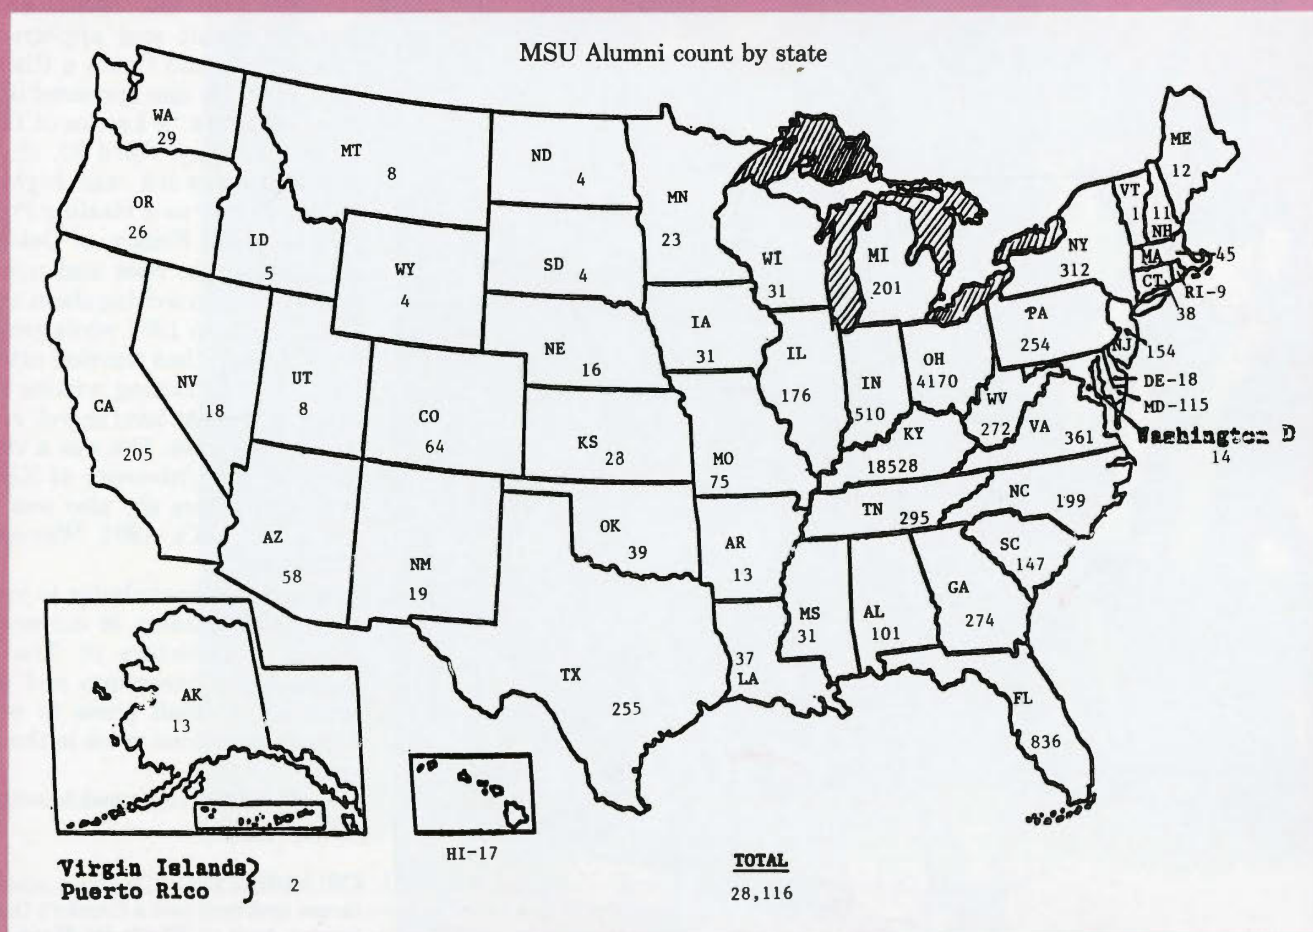 MSU Alumni count by state
WA
29
MT
8
ND
4
MN
23
ME
12
OR
26
ID
5
WY
4
SD 4
WI
31
MI
201
NY
312
VT
1
11
NH
MA
45
CT
RI-9
38
NE
16
IA
31
IL
176
IN
510
OH
4170
PA
254
NJ
154
DE-18
MD-115
Washington D
14
CA
205
NV
18
UT
8
CO
64
KS
28
MO
75
KY
18528
WV
272
VA
361
AZ
58
NM
19
OK
39
AR
13
TN
295
NC
199
SC
147
TX
255
37
LA
MS
31
AL
101
GA
274
FL
836
AK
13
HI-17
Virgin Islands}
Puerto Rico } 2
TOTAL
28,116